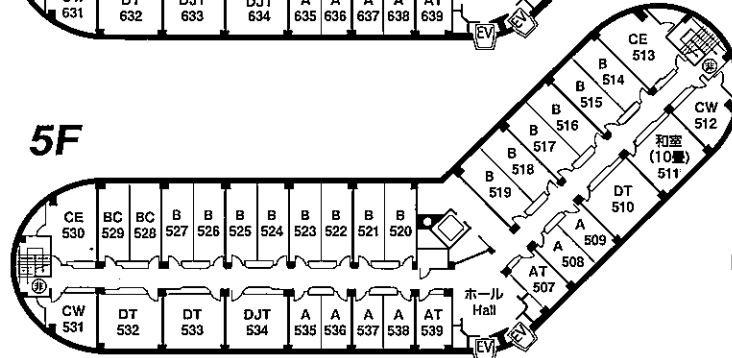 CW
631
DT
632
DJT
633
DJT
634
A
635
A
636
A
637
A
638
AT
639
EV
EV
5F
CE
513
B
514
B
515
B
516
B
517
B
518
B
519
非
CW
512
和室
(10畳)
511
DT
510
A
509
A
508
AT
507
CE
530
BC
529
BC
528
B
527
B
526
B
525
B
524
B
523
B
522
B
521
B
520
非
CW
531
DT
532
DT
533
DJT
534
A
535
A
536
A
537
A
538
AT
539
ホール
Hall
EV
EV